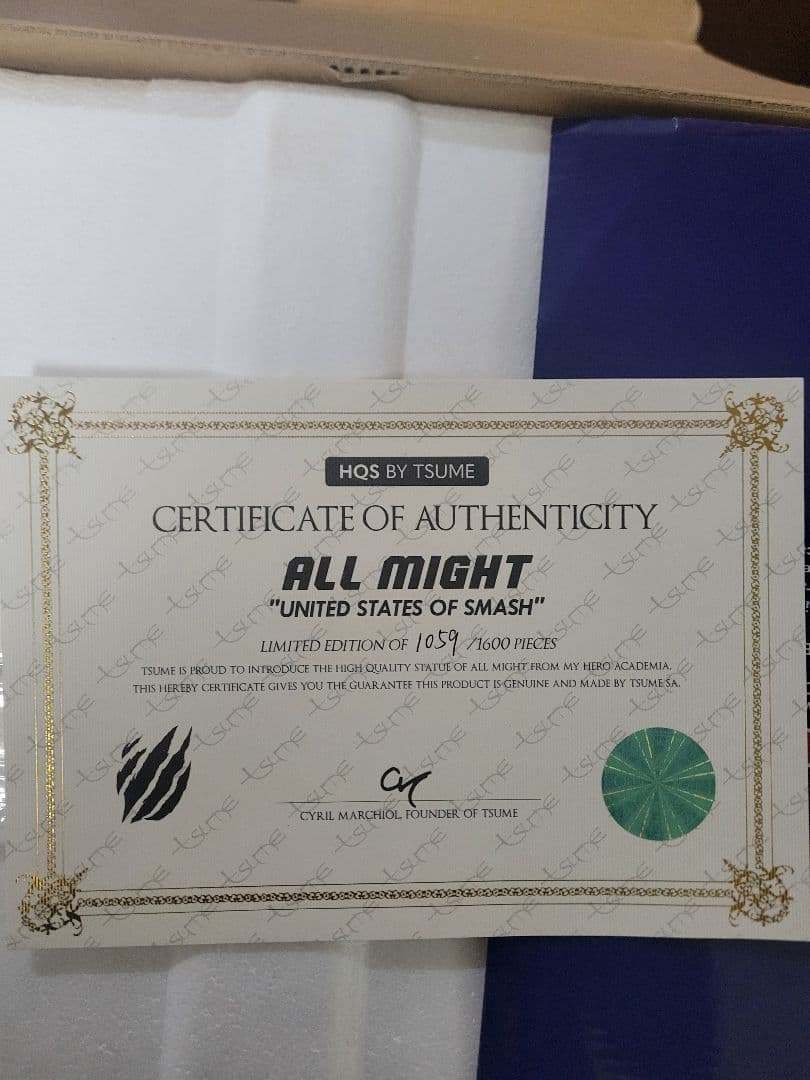 HQS BY TSUME
CERTIFICATE OF AUTHENTICITY
ALL MIGHT
"UNITED STATES OF SMASH"
LIMITED EDITION OF 1059 /1600 PIECES
TSUME IS PROUD TO INTRODUCE THE HIGH QUALITY STATUE OF ALL MIGHT FROM MY HERO ACADEMIA.
THIS HEREBY CERTIFICATE GIVES YOU THE GUARANTEE THIS PRODUCT IS GENUINE AND MADE BY TSUME SA.
CYRIL MARCHIOL, FOUNDER OF TSUME